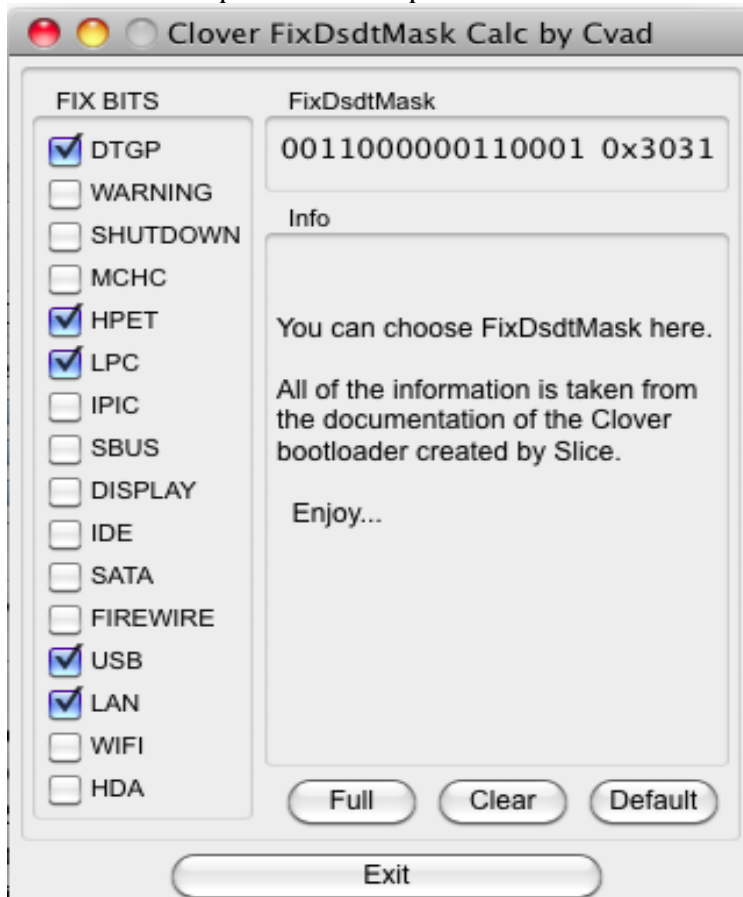 Clover FixDsdtMask Calc by Cvad
FIX BITS
DTGP
WARNING
SHUTDOWN
MCHC
HPET
LPC
IPIC
SBUS
DISPLAY
IDE
SATA
FIREWIRE
USB
LAN
WIFI
HDA
FixDsdtMask
0011000000110001 0x3031
Info
You can choose FixDsdtMask here.
All of the information is taken from
the documentation of the Clover
bootloader created by Slice.
Enjoy...
Full Clear Default
Exit